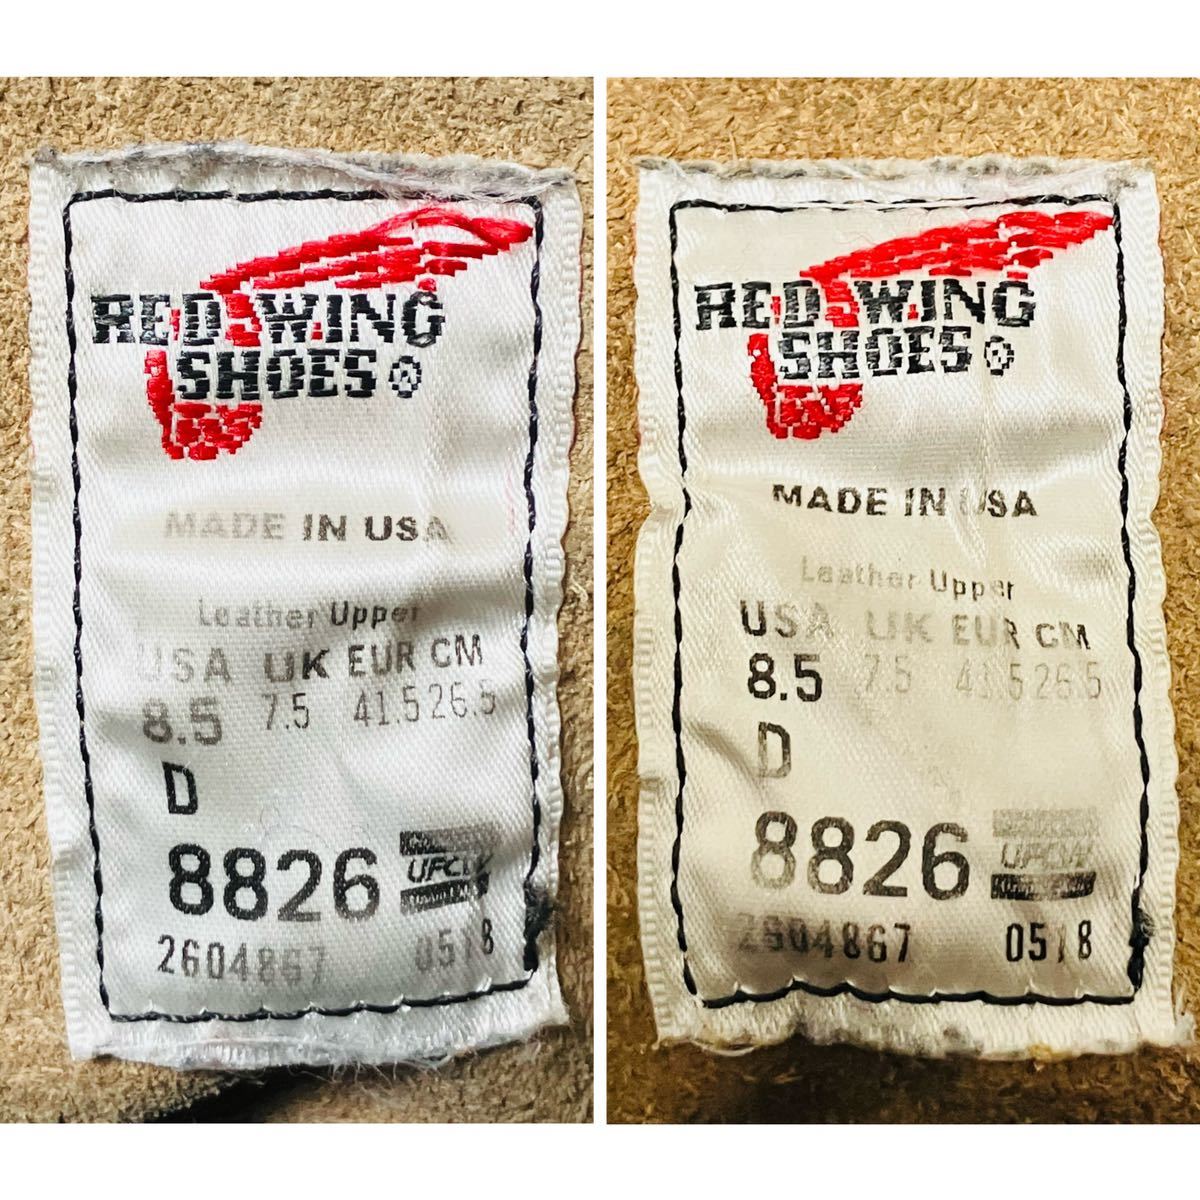 RED WING
SHOES ®
MADE IN USA
Leather Upper
USA UK EUR CM
8.5 7.5 41.5 26.5
D
8826 UFCW
2604867 0518
RED WING
SHOES ®
MADE IN USA
Leather Upper
USA UK EUR CM
8.5 7.5 41.5 26.5
D
8826 UFCW
2604867 0518